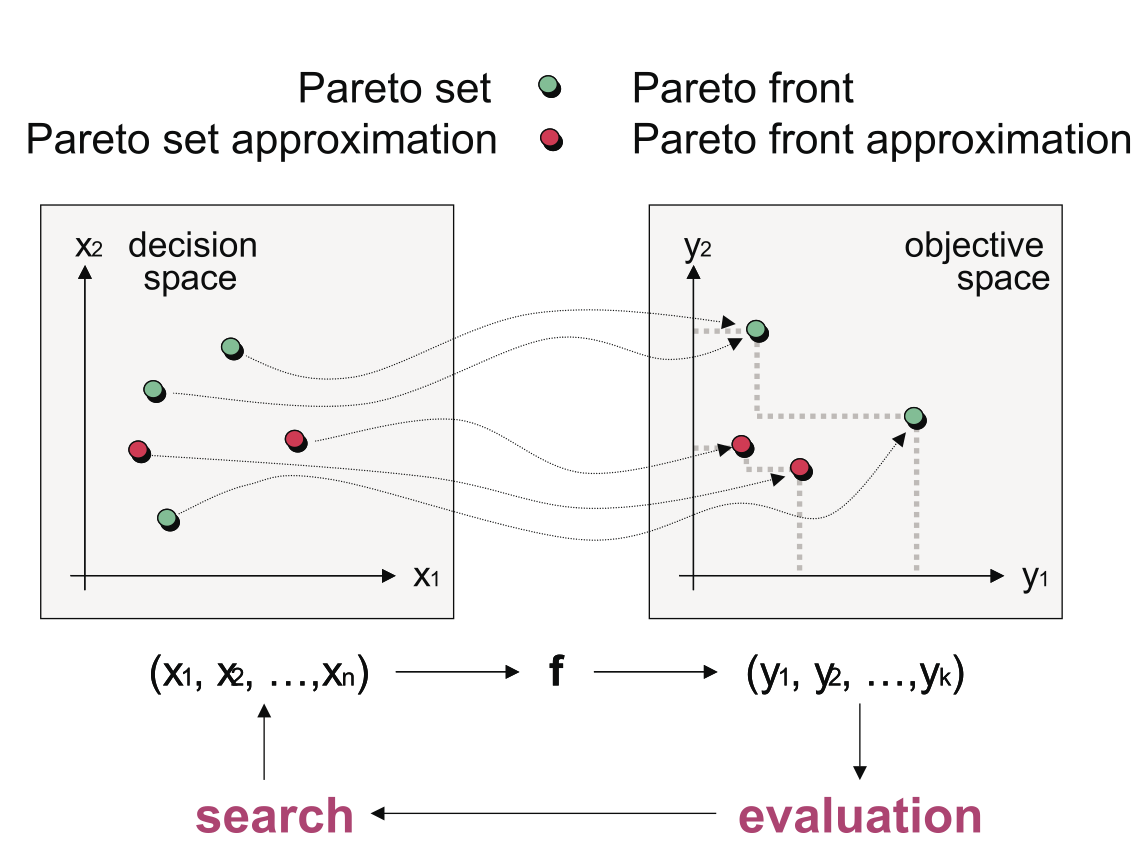 Pareto set Pareto front
Pareto set approximation Pareto front approximation
x2 decision
space
y2 objective
space
x1
y1
(x1, x2, …,xn) f (y1, y2, …,yk)
search evaluation